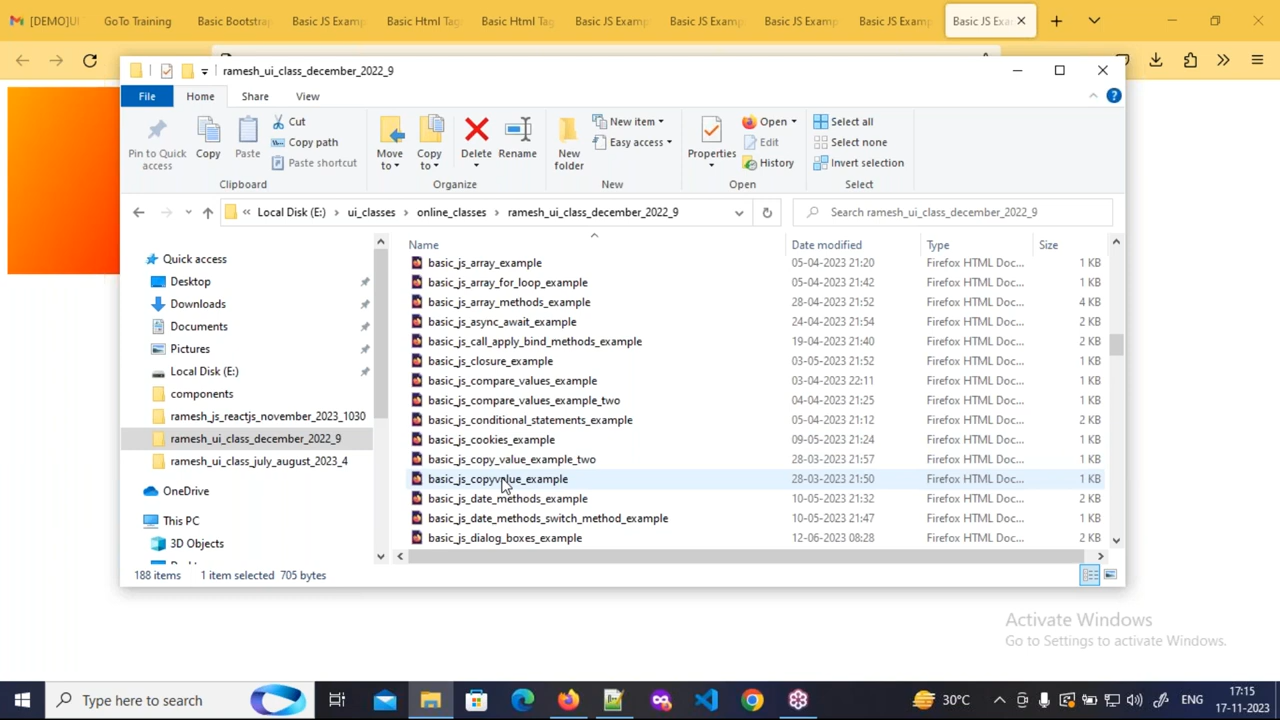 [DEMO]U
GoTo Training
Basic Bootstra
Basic JS Examp
Basic Html Tag
Basic Html Tag
Basic JS Examp
Basic JS Examp
Basic JS Examp
Basic JS Examp
Basic JS Exa
ramesh_ui_class_december_2022_9
File Home Share View
Pin to Quick access
Copy
Paste
Cut
Copy path
Paste shortcut
Move to
Copy to
Delete
Rename
New folder
New item
Easy access
Properties
Open
Edit
History
Select all
Select none
Invert selection
Clipboard Organize New Open Select
« Local Disk (E:) › ui_classes › online_classes › ramesh_ui_class_december_2022_9
Search ramesh_ui_class_december_2022_9
Quick access
Desktop
Downloads
Documents
Pictures
Local Disk (E:)
components
ramesh_js_reactjs_november_2023_1030
ramesh_ui_class_december_2022_9
ramesh_ui_class_july_august_2023_4
OneDrive
This PC
3D Objects
Name Date modified Type Size
basic_js_array_example 05-04-2023 21:20 Firefox HTML Doc... 1 KB
basic_js_array_for_loop_example 05-04-2023 21:42 Firefox HTML Doc... 1 KB
basic_js_array_methods_example 28-04-2023 21:52 Firefox HTML Doc... 4 KB
basic_js_async_await_example 24-04-2023 21:54 Firefox HTML Doc... 2 KB
basic_js_call_apply_bind_methods_example 19-04-2023 21:40 Firefox HTML Doc... 2 KB
basic_js_closure_example 03-05-2023 21:52 Firefox HTML Doc... 1 KB
basic_js_compare_values_example 03-04-2023 22:11 Firefox HTML Doc... 1 KB
basic_js_compare_values_example_two 04-04-2023 21:25 Firefox HTML Doc... 1 KB
basic_js_conditional_statements_example 05-04-2023 21:12 Firefox HTML Doc... 1 KB
basic_js_cookies_example 09-05-2023 21:24 Firefox HTML Doc... 1 KB
basic_js_copy_value_example_two 28-03-2023 21:57 Firefox HTML Doc... 1 KB
basic_js_copyvalue_example 28-03-2023 21:50 Firefox HTML Doc... 1 KB
basic_js_date_methods_example 10-05-2023 21:32 Firefox HTML Doc... 2 KB
basic_js_date_methods_switch_method_example 10-05-2023 21:47 Firefox HTML Doc... 1 KB
basic_js_dialog_boxes_example 12-06-2023 08:28 Firefox HTML Doc... 2 KB
188 items 1 item selected 705 bytes
Activate Windows
Go to Settings to activate Windows.
Type here to search
30°C
ENG
17:15
17-11-2023